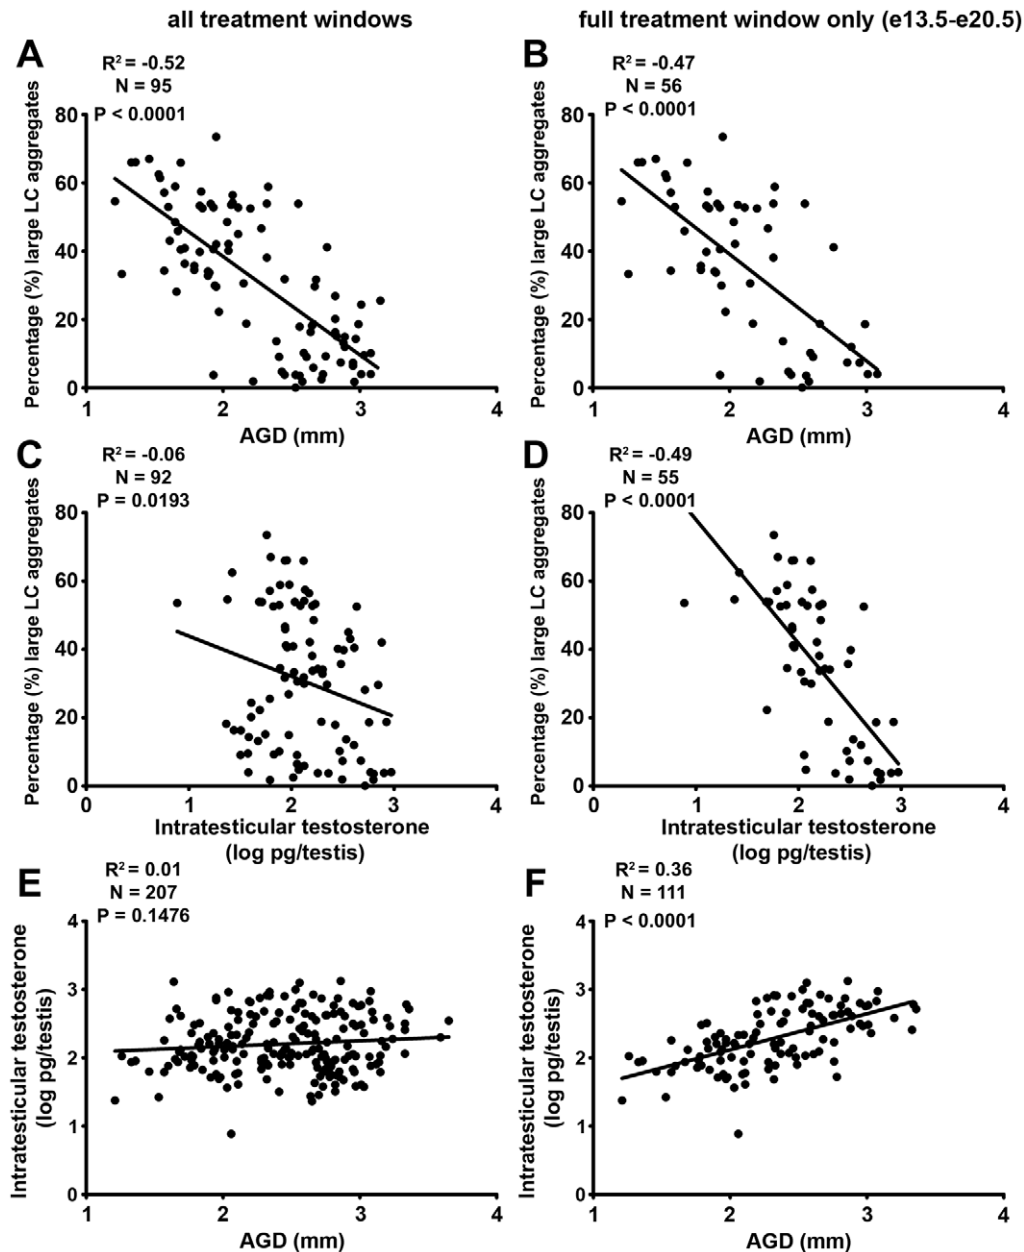 all treatment windows
full treatment window only (e13.5-e20.5)
A
R² = -0.52
N = 95
P < 0.0001
Percentage (%) large LC aggregates
80
60
40
20
0
1 2 3 4
AGD (mm)
B
R² = -0.47
N = 56
P < 0.0001
Percentage (%) large LC aggregates
80
60
40
20
0
1 2 3 4
AGD (mm)
C
R² = -0.06
N = 92
P = 0.0193
Percentage (%) large LC aggregates
80
60
40
20
0
0 1 2 3 4
Intratesticular testosterone
(log pg/testis)
D
R² = -0.49
N = 55
P < 0.0001
Percentage (%) large LC aggregates
80
60
40
20
0
0 1 2 3 4
Intratesticular testosterone
(log pg/testis)
E
R² = 0.01
N = 207
P = 0.1476
Intratesticular testosterone
(log pg/testis)
4
3
2
1
0
1 2 3 4
AGD (mm)
F
R² = 0.36
N = 111
P < 0.0001
Intratesticular testosterone
(log pg/testis)
4
3
2
1
0
1 2 3 4
AGD (mm)